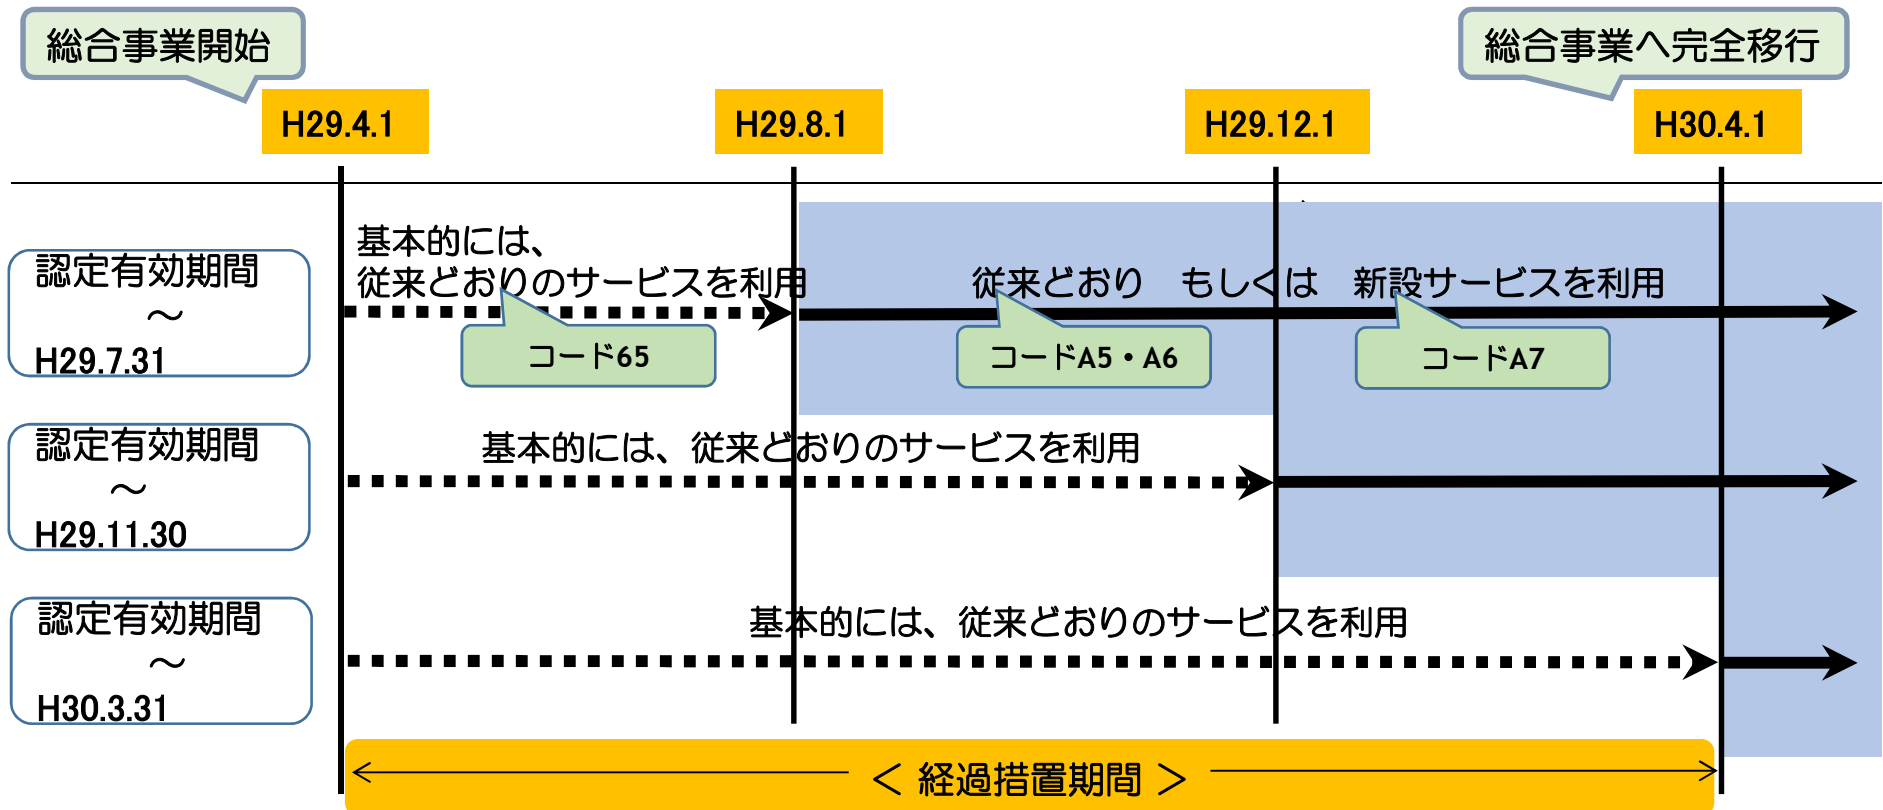 総合事業開始
総合事業へ完全移行
H29.4.1
H29.8.1
H29.12.1
H30.4.1
認定有効期間
～
H29.7.31
基本的には、
従来どおりのサービスを利用
従来どおり　もしくは　新設サービスを利用
コード65
コードA5・A6
コードA7
認定有効期間
～
H29.11.30
基本的には、従来どおりのサービスを利用
認定有効期間
～
H30.3.31
基本的には、従来どおりのサービスを利用
＜ 経過措置期間 ＞